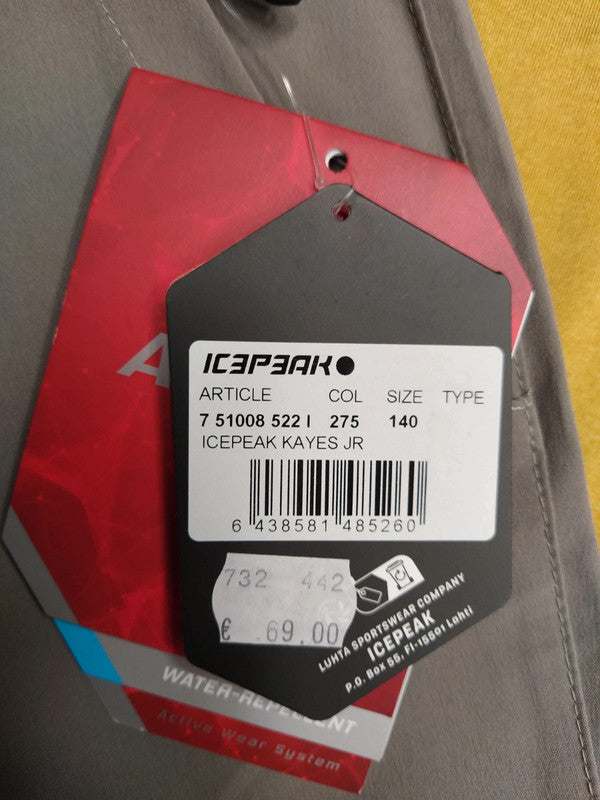 A
ICEPEAK
ARTICLE COL SIZE TYPE
7 51008 522 I 275 140
ICEPEAK KAYES JR
6 438581 485260
732 442
€ .69.00
LUHTA SPORTSWEAR COMPANY
ICEPEAK
P.O. Box 55, FI-15501 Lahti
WATER-REPELLENT
Active Wear System